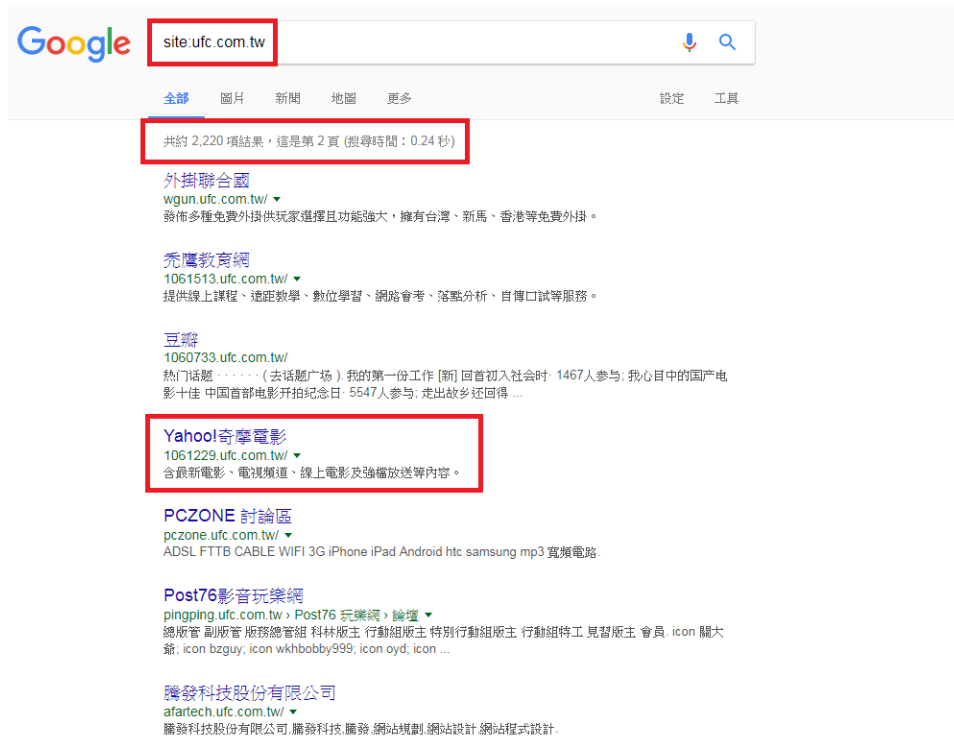 Google
site:ufc.com.tw
全部 圖片 新聞 地圖 更多 設定 工具
共約 2,220 項結果,這是第 2 頁 (搜尋時間:0.24 秒)
外掛聯合國
wgun.ufc.com.tw/
發佈多種免費外掛供玩家選擇且功能強大,擁有台灣、新馬、香港等免費外掛。
禿鷹教育網
1061513.ufc.com.tw/
提供線上課程、遠距教學、數位學習、網路會考、落點分析、自傳口試等服務。
豆瓣
1060733.ufc.com.tw/
热门话题 · · · · · · ( 去话题广场 ). 我的第一份工作 [新] 回首初入社会时· 1467人参与; 我心目中的国产电
影十佳 中国首部电影开拍纪念日· 5547人参与; 走出故乡还回得 ...
Yahoo!奇摩電影
1061229.ufc.com.tw/
含最新電影、電視頻道、線上電影及強檔放送等內容。
PCZONE 討論區
pczone.ufc.com.tw/
ADSL FTTB CABLE WIFI 3G iPhone iPad Android htc samsung mp3 寬頻電路.
Post76影音玩樂網
pingping.ufc.com.tw › Post76 玩樂網 › 論壇
總版管 副版管 版務總管組 科林版主 行動組版主 特別行動組版主 行動組特工 見習版主 會員. icon 關大
爺; icon bzguy; icon wkhbobby999; icon oyd; icon ...
騰發科技股份有限公司
afartech.ufc.com.tw/
騰發科技股份有限公司,騰發科技,騰發,網站規劃,網站設計,網站程式設計.